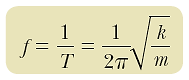 f = 1/T = 1/2π √(k/m)